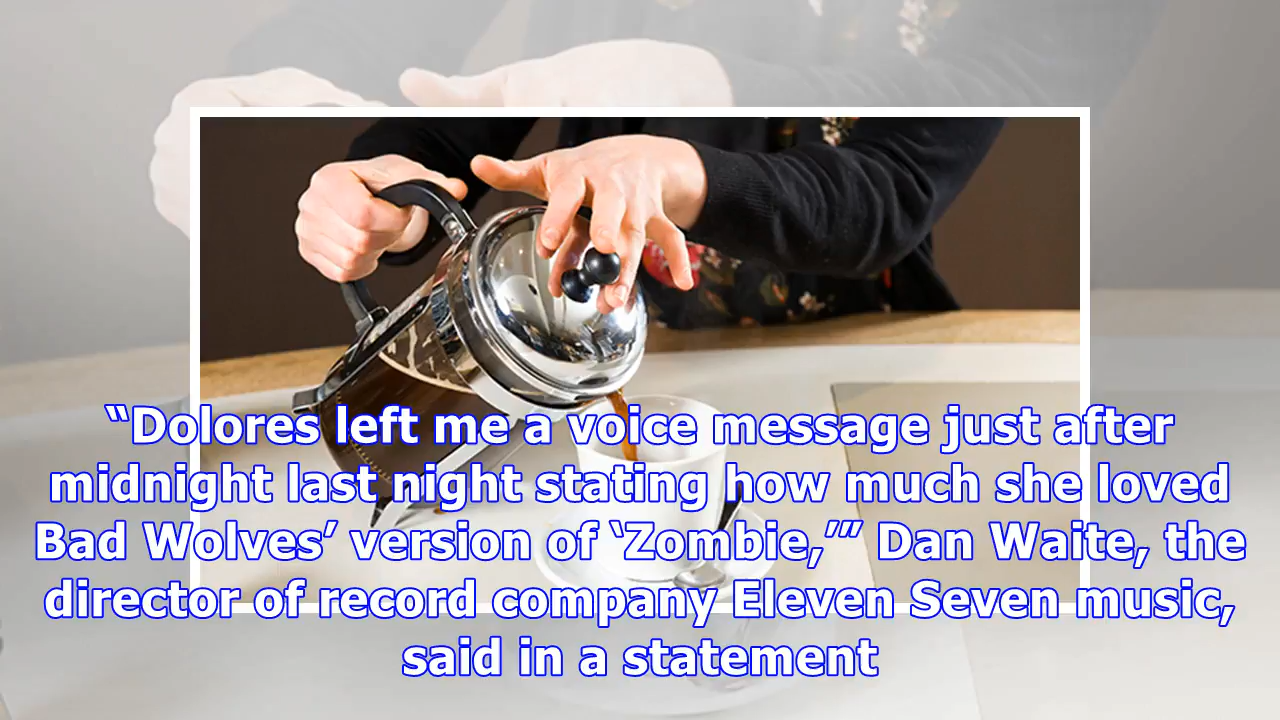 “Dolores left me a voice message just after
midnight last night stating how much she loved
Bad Wolves’ version of ‘Zombie,’” Dan Waite, the
director of record company Eleven Seven music,
said in a statement